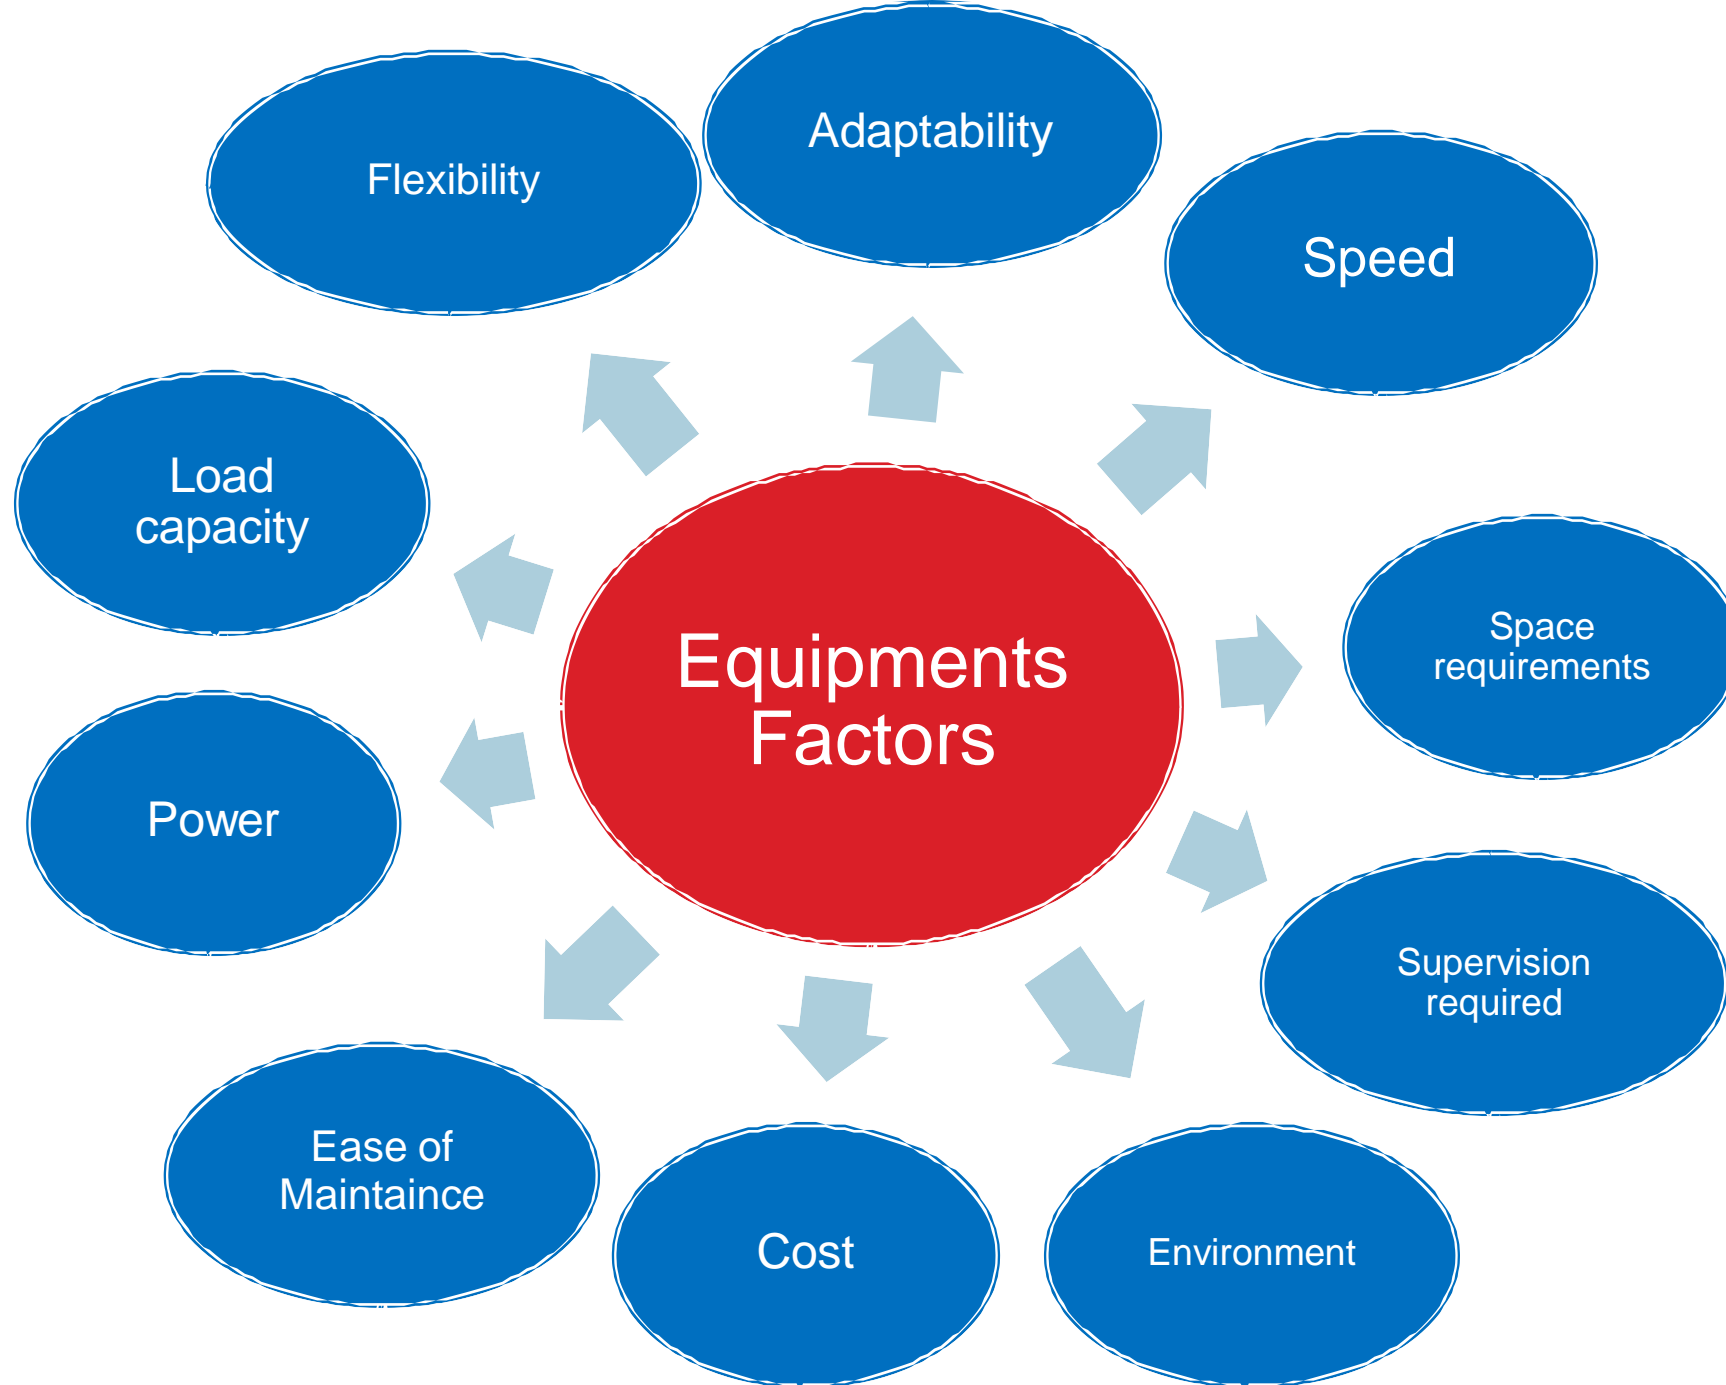 Adaptability
Flexibility
Speed
Load
capacity
Equipments
Factors
Space
requirements
Power
Supervision
required
Ease of
Maintaince
Cost
Environment